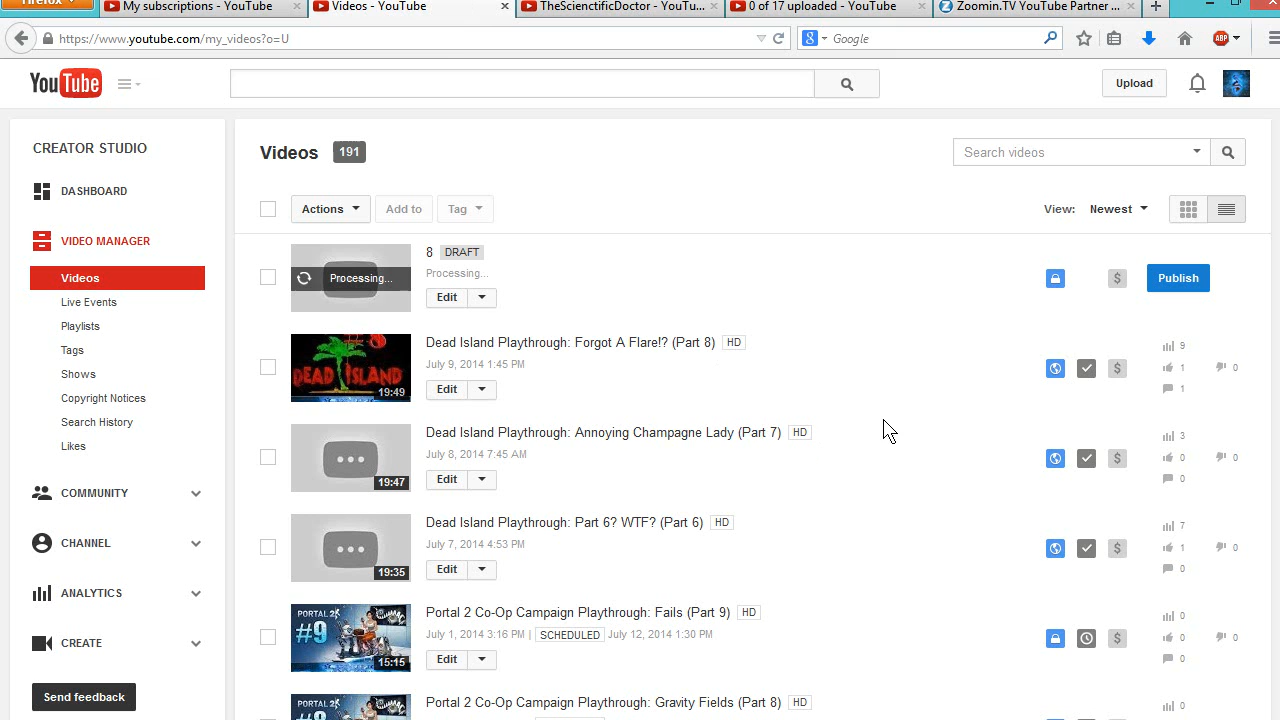 Firefox
My subscriptions - YouTube
Videos - YouTube
TheScienctificDoctor - YouTu...
0 of 17 Uploaded - YouTube
Zoomin.TV YouTube Partner ...
https://www.youtube.com/my_videos?o=U
Google
ABP
YouTube
Upload
CREATOR STUDIO
DASHBOARD
VIDEO MANAGER
Videos
Live Events
Playlists
Tags
Shows
Copyright Notices
Search History
Likes
COMMUNITY
CHANNEL
ANALYTICS
CREATE
Send feedback
Videos 191
Search videos
Actions
Add to
Tag
View: Newest
8 DRAFT
Processing...
Processing...
Edit
$
Publish
Dead Island Playthrough: Forgot A Flare!? (Part 8) HD
DEAD ISLAND
19:49
July 9, 2014 1:45 PM
Edit
$
9
1 0
1
Dead Island Playthrough: Annoying Champagne Lady (Part 7) HD
19:47
July 8, 2014 7:45 AM
Edit
$
3
0 0
0
Dead Island Playthrough: Part 6? WTF? (Part 6) HD
19:35
July 7, 2014 4:53 PM
Edit
$
7
1 0
0
Portal 2 Co-Op Campaign Playthrough: Fails (Part 9) HD
PORTAL 2
#9
15:15
July 1, 2014 3:16 PM | SCHEDULED July 12, 2014 1:30 PM
Edit
$
0
0 0
0
Portal 2 Co-Op Campaign Playthrough: Gravity Fields (Part 8) HD
PORTAL 2
0